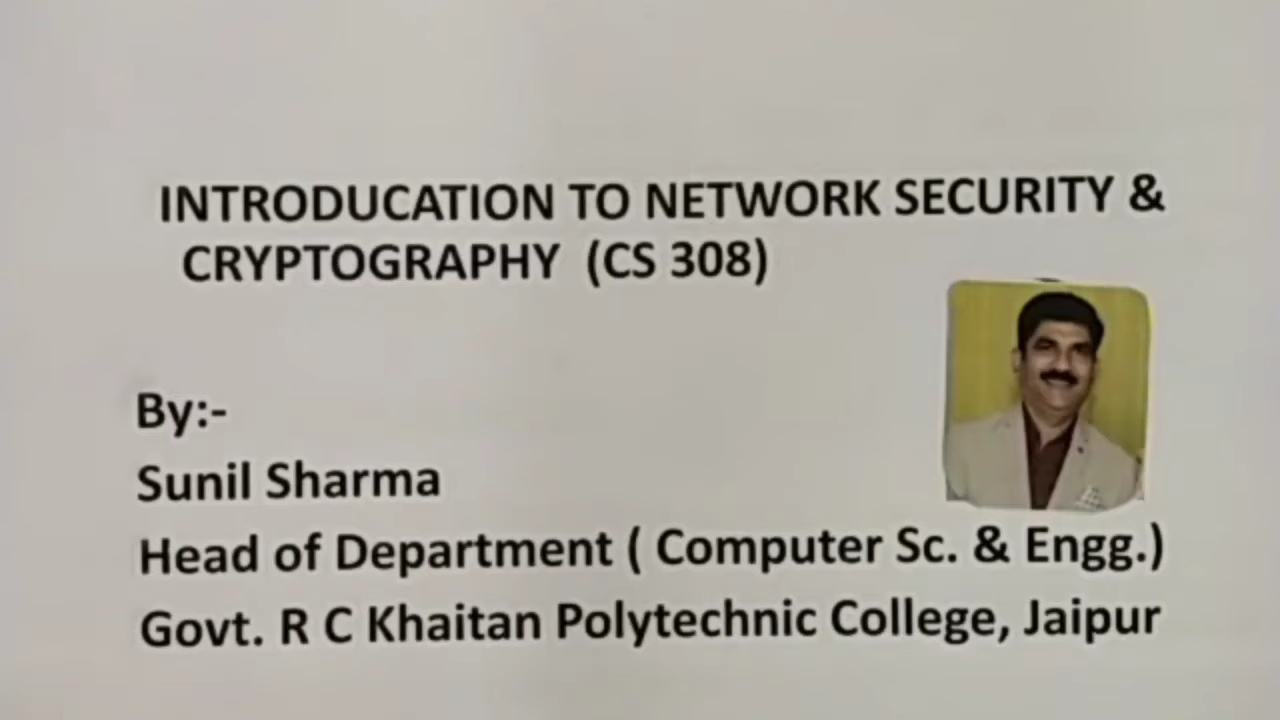 INTRODUCATION TO NETWORK SECURITY &
CRYPTOGRAPHY (CS 308)
By:-
Sunil Sharma
Head of Department ( Computer Sc. & Engg.)
Govt. R C Khaitan Polytechnic College, Jaipur